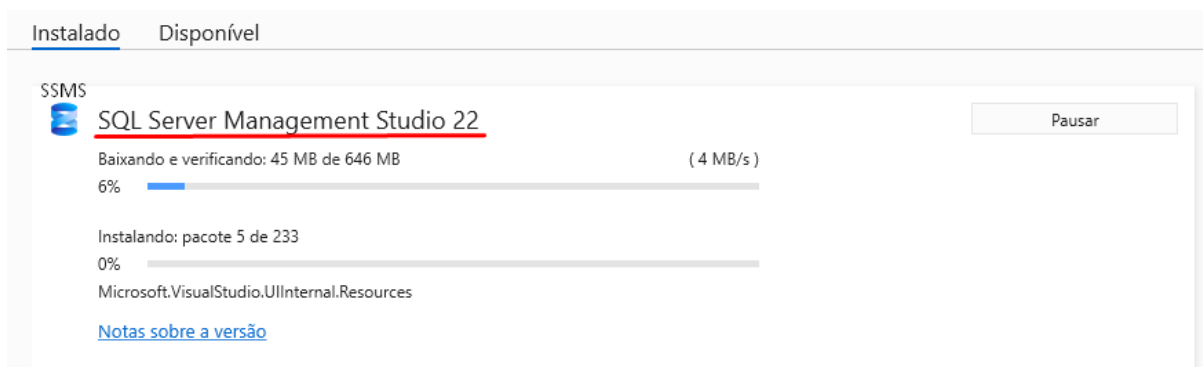 Instalado Disponível
SSMS
SQL Server Management Studio 22
Pausar
Baixando e verificando: 45 MB de 646 MB ( 4 MB/s )
6%
Instalando: pacote 5 de 233
0%
Microsoft.VisualStudio.UIInternal.Resources
Notas sobre a versão